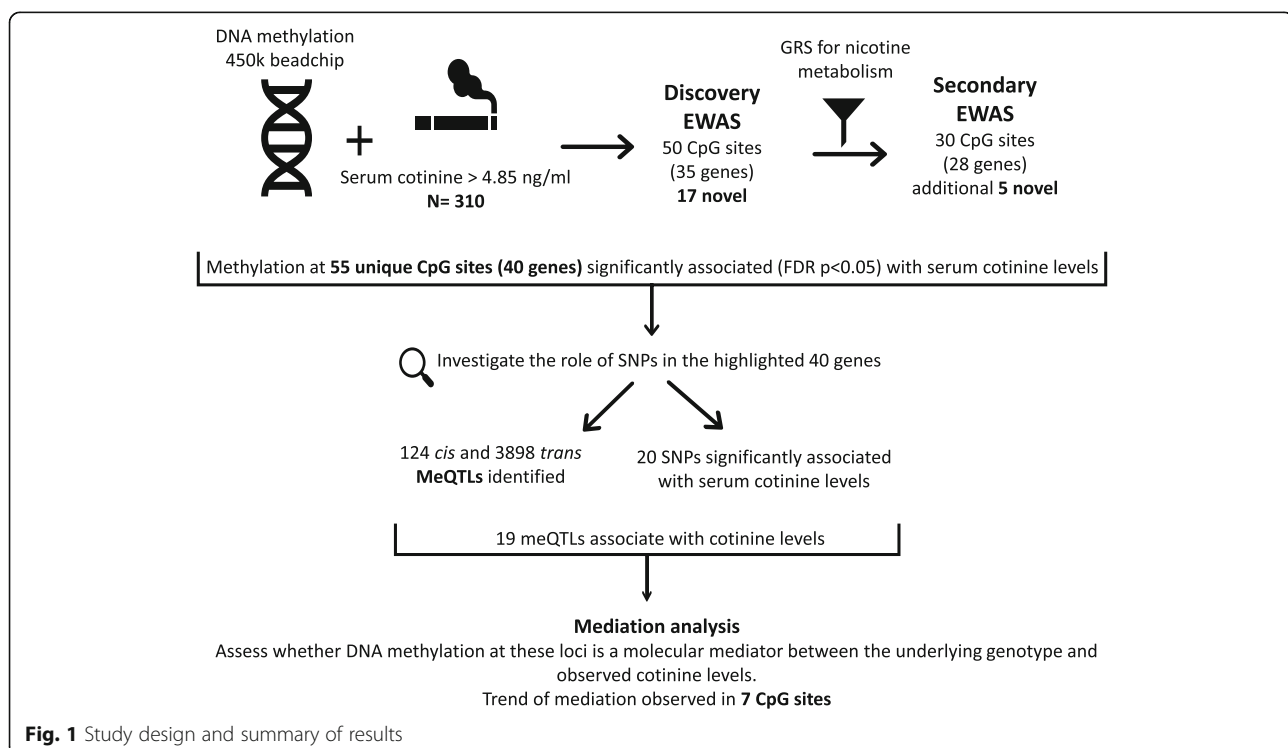 DNA methylation
450k beadchip
+
Serum cotinine > 4.85 ng/ml
N= 310
Discovery
EWAS
50 CpG sites
(35 genes)
17 novel
GRS for nicotine
metabolism
Secondary
EWAS
30 CpG sites
(28 genes)
additional 5 novel
Methylation at 55 unique CpG sites (40 genes) significantly associated (FDR p<0.05) with serum cotinine levels
Investigate the role of SNPs in the highlighted 40 genes
124 cis and 3898 trans
MeQTLs identified
20 SNPs significantly associated
with serum cotinine levels
19 meQTLs associate with cotinine levels
Mediation analysis
Assess whether DNA methylation at these loci is a molecular mediator between the underlying genotype and
observed cotinine levels.
Trend of mediation observed in 7 CpG sites
Fig. 1 Study design and summary of results